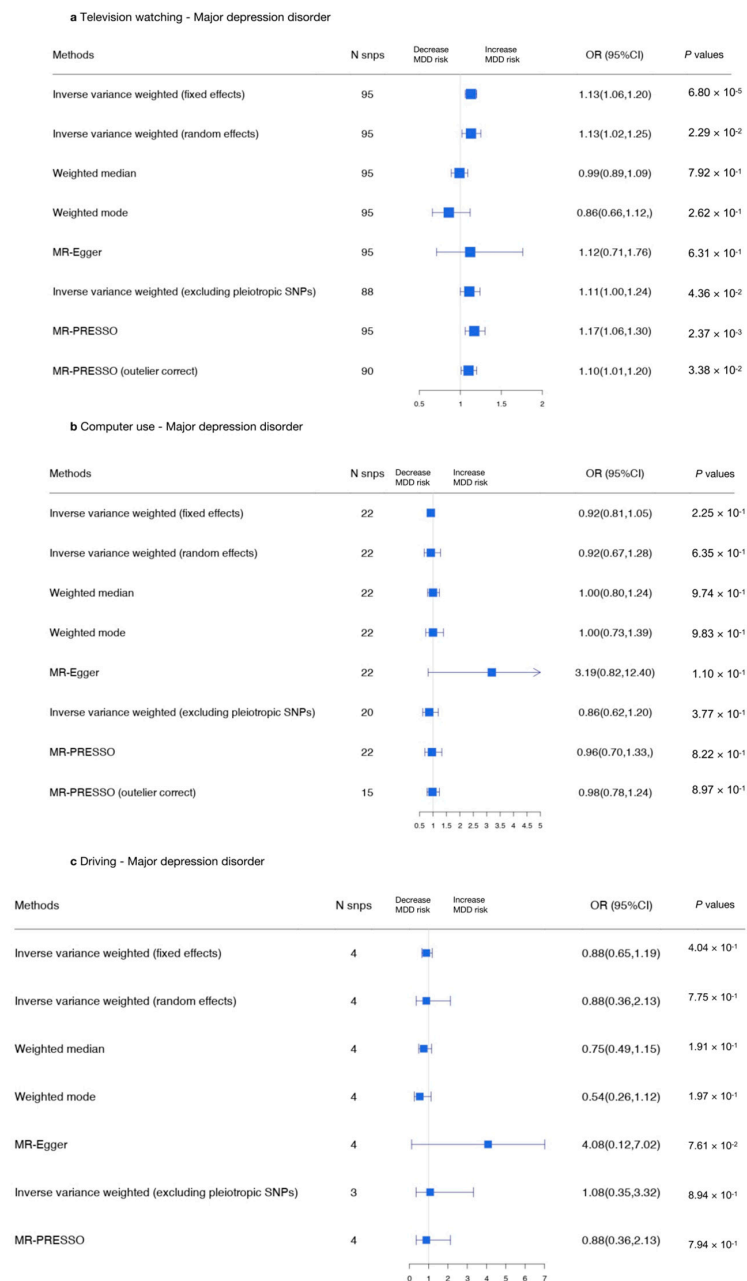 a Television watching - Major depression disorder
Methods N snps Decrease MDD risk Increase MDD risk OR (95%CI) P values
Inverse variance weighted (fixed effects) 95 1.13(1.06,1.20) 6.80 × 10-5
Inverse variance weighted (random effects) 95 1.13(1.02,1.25) 2.29 × 10-2
Weighted median 95 0.99(0.89,1.09) 7.92 × 10-1
Weighted mode 95 0.86(0.66,1.12,) 2.62 × 10-1
MR-Egger 95 1.12(0.71,1.76) 6.31 × 10-1
Inverse variance weighted (excluding pleiotropic SNPs) 88 1.11(1.00,1.24) 4.36 × 10-2
MR-PRESSO 95 1.17(1.06,1.30) 2.37 × 10-3
MR-PRESSO (outelier correct) 90 1.10(1.01,1.20) 3.38 × 10-2
0.5 1 1.5 2
b Computer use - Major depression disorder
Methods N snps Decrease MDD risk Increase MDD risk OR (95%CI) P values
Inverse variance weighted (fixed effects) 22 0.92(0.81,1.05) 2.25 × 10-1
Inverse variance weighted (random effects) 22 0.92(0.67,1.28) 6.35 × 10-1
Weighted median 22 1.00(0.80,1.24) 9.74 × 10-1
Weighted mode 22 1.00(0.73,1.39) 9.83 × 10-1
MR-Egger 22 3.19(0.82,12.40) 1.10 × 10-1
Inverse variance weighted (excluding pleiotropic SNPs) 20 0.86(0.62,1.20) 3.77 × 10-1
MR-PRESSO 22 0.96(0.70,1.33,) 8.22 × 10-1
MR-PRESSO (outelier correct) 15 0.98(0.78,1.24) 8.97 × 10-1
0.5 1 1.5 2 2.5 3 3.5 4 4.5 5
c Driving - Major depression disorder
Methods N snps Decrease MDD risk Increase MDD risk OR (95%CI) P values
Inverse variance weighted (fixed effects) 4 0.88(0.65,1.19) 4.04 × 10-1
Inverse variance weighted (random effects) 4 0.88(0.36,2.13) 7.75 × 10-1
Weighted median 4 0.75(0.49,1.15) 1.91 × 10-1
Weighted mode 4 0.54(0.26,1.12) 1.97 × 10-1
MR-Egger 4 4.08(0.12,7.02) 7.61 × 10-2
Inverse variance weighted (excluding pleiotropic SNPs) 3 1.08(0.35,3.32) 8.94 × 10-1
MR-PRESSO 4 0.88(0.36,2.13) 7.94 × 10-1
0 1 2 3 4 5 6 7